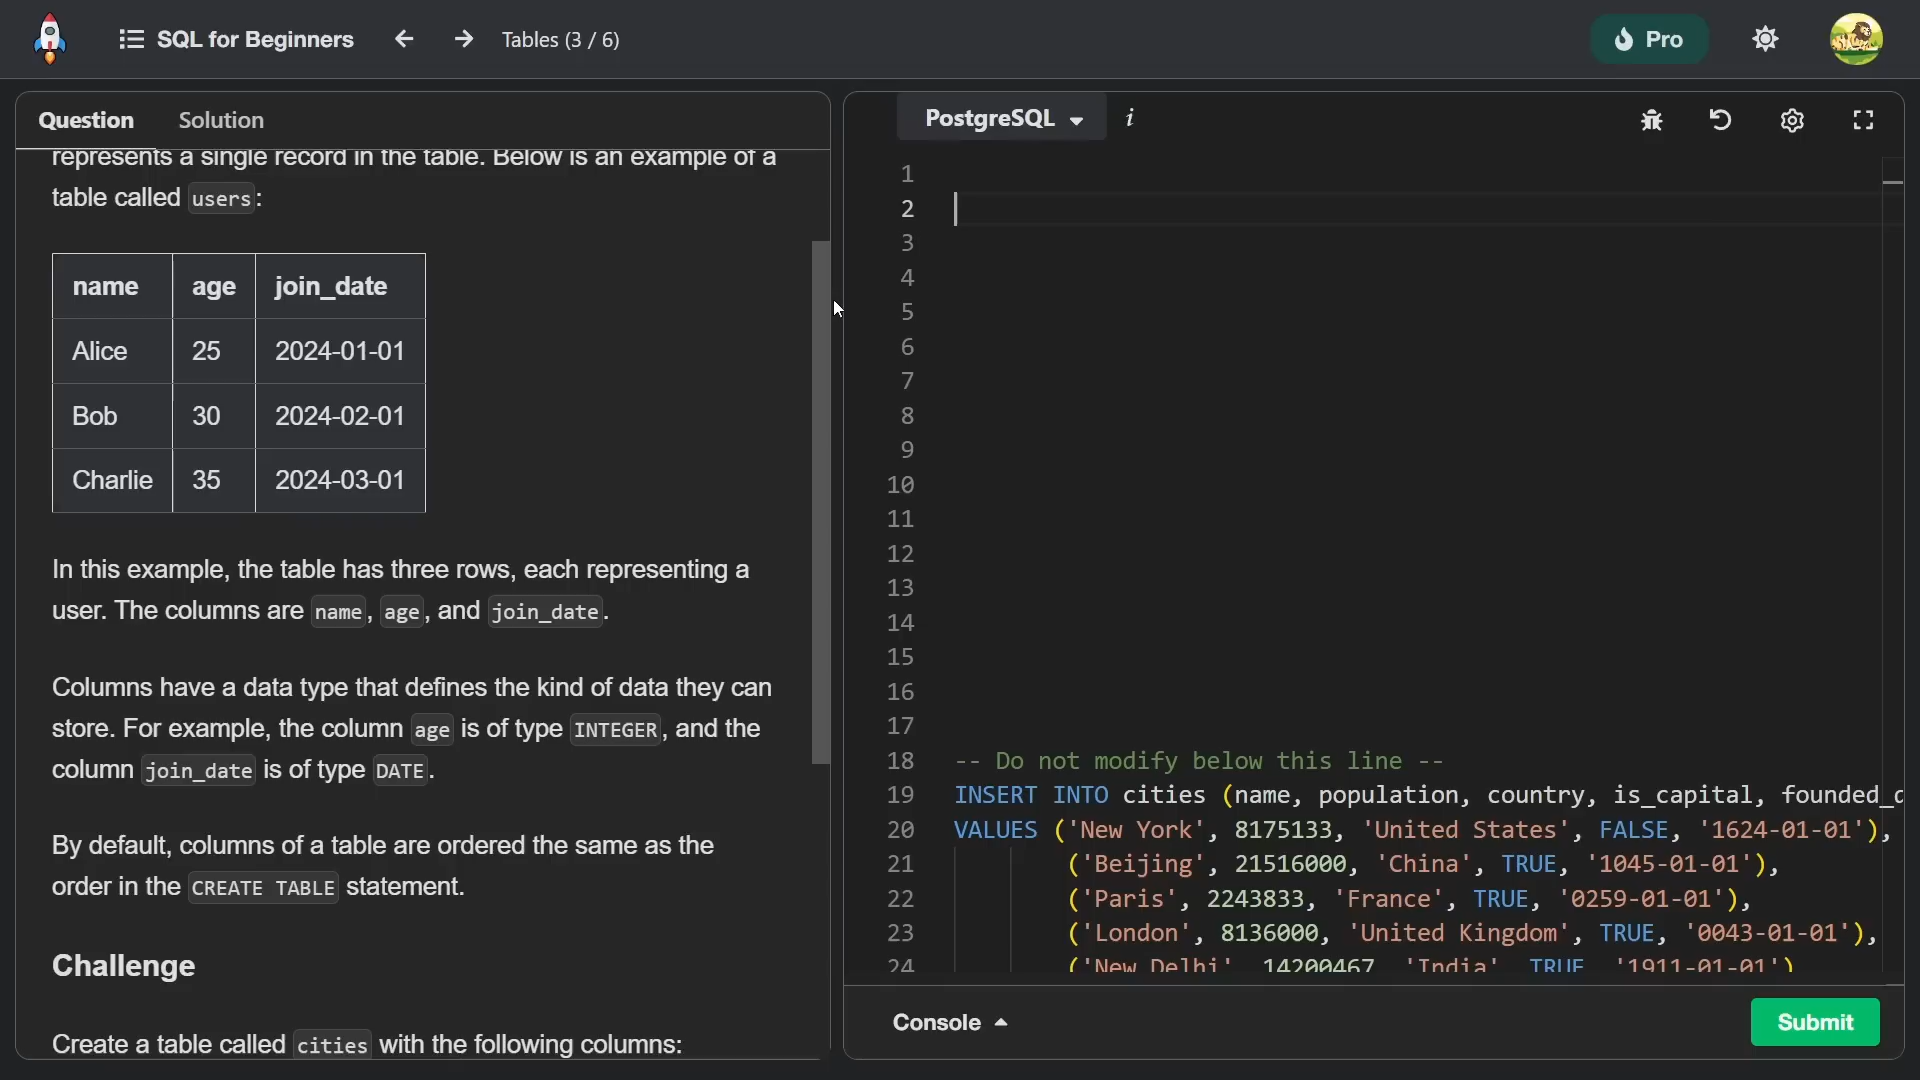 SQL for Beginners
Tables (3 / 6)
Pro
Question
Solution
represents a single record in the table. Below is an example of a
table called users:
name age join_date
Alice 25 2024-01-01
Bob 30 2024-02-01
Charlie 35 2024-03-01
In this example, the table has three rows, each representing a
user. The columns are name, age, and join_date.
Columns have a data type that defines the kind of data they can
store. For example, the column age is of type INTEGER, and the
column join_date is of type DATE.
By default, columns of a table are ordered the same as the
order in the CREATE TABLE statement.
Challenge
Create a table called cities with the following columns:
PostgreSQL
i
1
2
3
4
5
6
7
8
9
10
11
12
13
14
15
16
17
18 -- Do not modify below this line --
19 INSERT INTO cities (name, population, country, is_capital, founded_
20 VALUES ('New York', 8175133, 'United States', FALSE, '1624-01-01'),
21 ('Beijing', 21516000, 'China', TRUE, '1045-01-01'),
22 ('Paris', 2243833, 'France', TRUE, '0259-01-01'),
23 ('London', 8136000, 'United Kingdom', TRUE, '0043-01-01'),
24 ('New Delhi', 14200467, 'India', TRUE, '1911-01-01')
Console
Submit